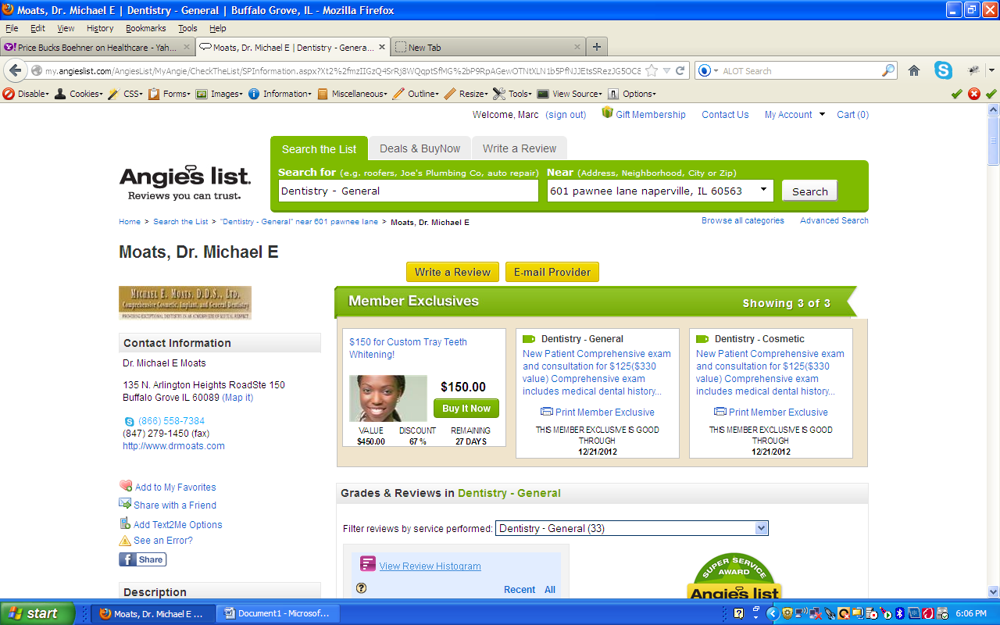 Moats, Dr. Michael E | Dentistry - General | Buffalo Grove, IL - Mozilla Firefox
File Edit View History Bookmarks Tools Help
Price Bucks Boehner on Healthcare - Yah... Moats, Dr. Michael E | Dentistry - Genera... New Tab
my.angieslist.com/AngiesList/MyAngie/CheckTheList/SPInformation.aspx? ALOT Search
Disable Cookies CSS Forms Images Information Miscellaneous Outline Resize Tools View Source Options
Welcome, Marc (sign out) Gift Membership Contact Us My Account Cart (0)
Search the List Deals & BuyNow Write a Review
Angie's list.
Reviews you can trust.
Search for (e.g. roofers, Joe's Plumbing Co, auto repair) Near (Address, Neighborhood, City or Zip)
Dentistry - General 601 pawnee lane naperville, IL 60563 Search
Home > Search the List > "Dentistry - General" near 601 pawnee lane > Moats, Dr. Michael E
Browse all categories Advanced Search
Moats, Dr. Michael E
Write a Review E-mail Provider
MICHAEL E. MOATS, D.D.S., LTD.
Comprehensive Cosmetic, Implant, and General Dentistry
PROVIDING EXCEPTIONAL DENTISTRY IN AN ATMOSPHERE OF MUTUAL RESPECT
Contact Information
Dr. Michael E Moats
135 N. Arlington Heights RoadSte 150
Buffalo Grove IL 60089 (Map it)
(866) 558-7384
(847) 279-1450 (fax)
http://www.drmoats.com
Add to My Favorites
Share with a Friend
Add Text2Me Options
See an Error?
f Share
Description
Member Exclusives Showing 3 of 3
$150 for Custom Tray Teeth
Whitening!
$150.00
Buy It Now
VALUE DISCOUNT REMAINING
$450.00 67 % 27 DAYS
Dentistry - General
New Patient Comprehensive exam
and consultation for $125($330
value) Comprehensive exam
includes medical dental history...
Print Member Exclusive
THIS MEMBER EXCLUSIVE IS GOOD
THROUGH
12/21/2012
Dentistry - Cosmetic
New Patient Comprehensive exam
and consultation for $125($330
value) Comprehensive exam
includes medical dental history...
Print Member Exclusive
THIS MEMBER EXCLUSIVE IS GOOD
THROUGH
12/21/2012
Grades & Reviews in Dentistry - General
Filter reviews by service performed: Dentistry - General (33)
View Review Histogram
Recent All
SUPER SERVICE
AWARD
Angie's list
start Moats, Dr. Michael E ... Document1 - Microsof... 6:06 PM